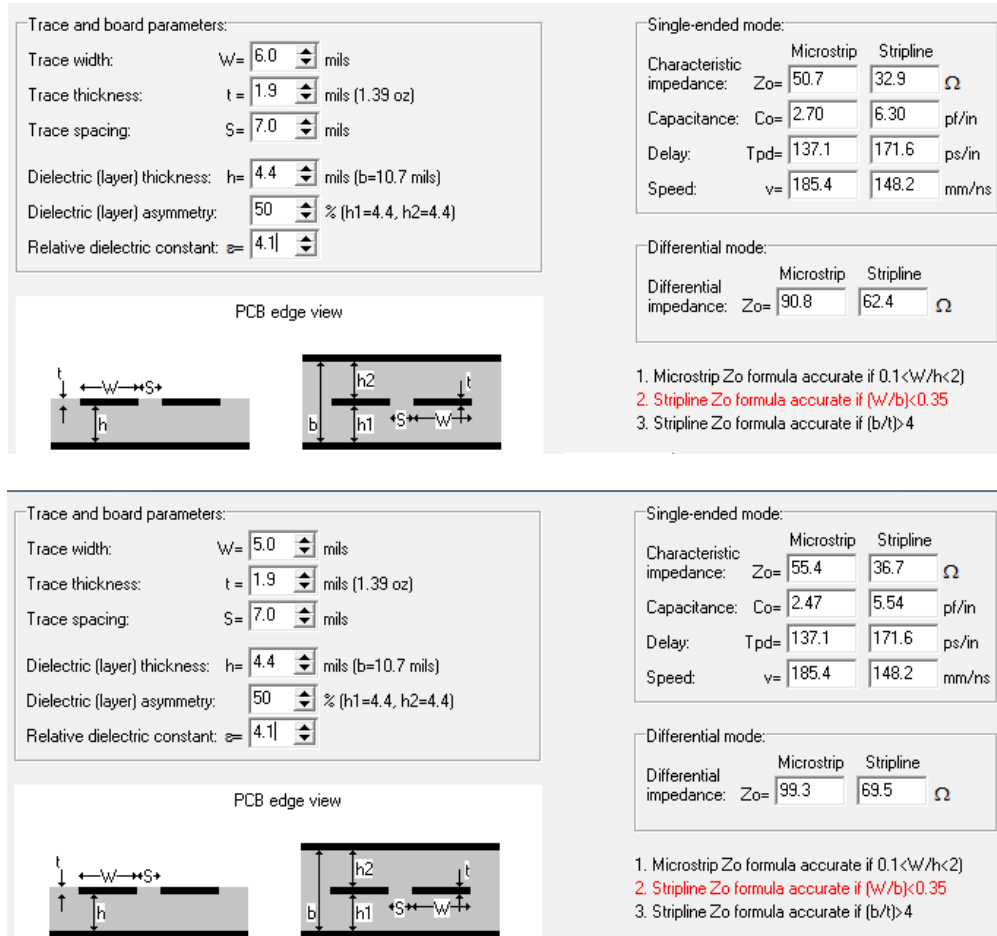 Trace and board parameters:
Trace width: W= 6.0 mils
Trace thickness: t = 1.9 mils (1.39 oz)
Trace spacing: S= 7.0 mils
Dielectric (layer) thickness: h= 4.4 mils (b=10.7 mils)
Dielectric (layer) asymmetry: 50 % (h1=4.4, h2=4.4)
Relative dielectric constant: ε= 4.1
PCB edge view
t
W S
h
h2
t
b
h1
S W
Single-ended mode:
Microstrip Stripline
Characteristic
impedance: Zo= 50.7 32.9 Ω
Capacitance: Co= 2.70 6.30 pf/in
Delay: Tpd= 137.1 171.6 ps/in
Speed: v= 185.4 148.2 mm/ns
Differential mode:
Microstrip Stripline
Differential
impedance: Zo= 90.8 62.4 Ω
1. Microstrip Zo formula accurate if 0.1<W/h<2)
2. Stripline Zo formula accurate if (W/b)<0.35
3. Stripline Zo formula accurate if (b/t)>4
Trace and board parameters:
Trace width: W= 5.0 mils
Trace thickness: t = 1.9 mils (1.39 oz)
Trace spacing: S= 7.0 mils
Dielectric (layer) thickness: h= 4.4 mils (b=10.7 mils)
Dielectric (layer) asymmetry: 50 % (h1=4.4, h2=4.4)
Relative dielectric constant: ε= 4.1
PCB edge view
t
W S
h
h2
t
b
h1
S W
Single-ended mode:
Microstrip Stripline
Characteristic
impedance: Zo= 55.4 36.7 Ω
Capacitance: Co= 2.47 5.54 pf/in
Delay: Tpd= 137.1 171.6 ps/in
Speed: v= 185.4 148.2 mm/ns
Differential mode:
Microstrip Stripline
Differential
impedance: Zo= 99.3 69.5 Ω
1. Microstrip Zo formula accurate if 0.1<W/h<2)
2. Stripline Zo formula accurate if (W/b)<0.35
3. Stripline Zo formula accurate if (b/t)>4